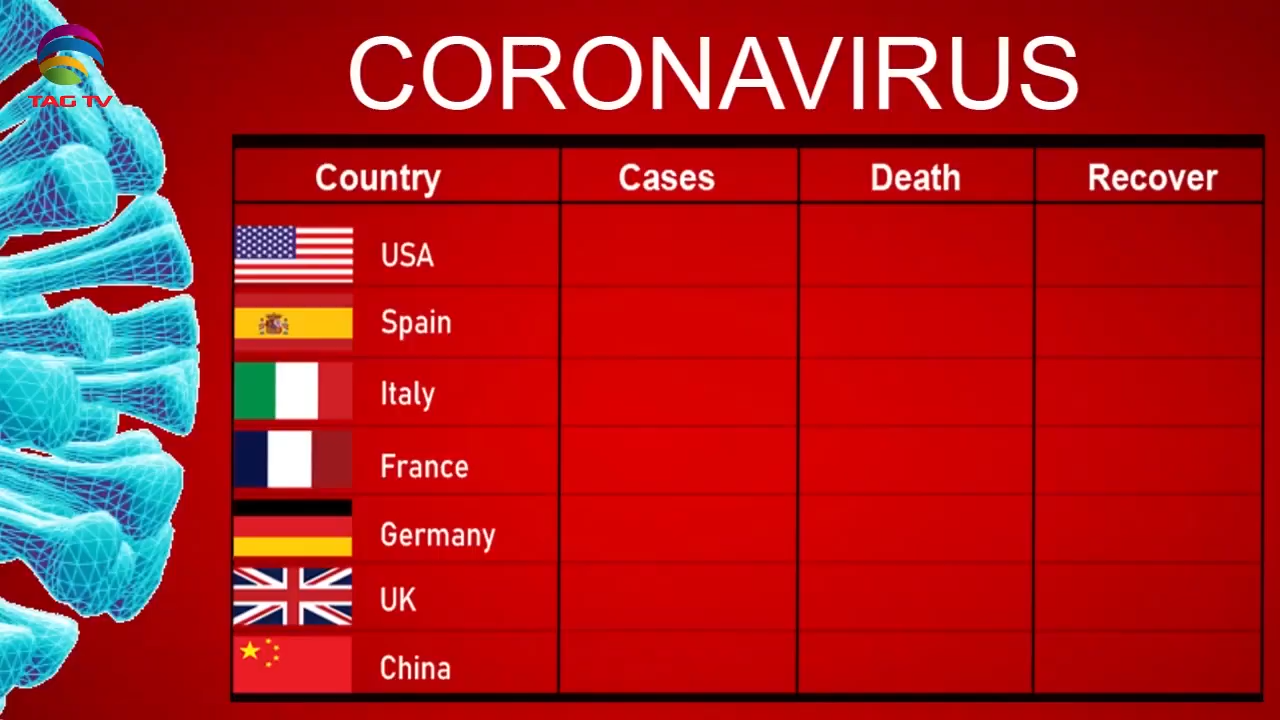 TAG TV
CORONAVIRUS
Country Cases Death Recover
USA
Spain
Italy
France
Germany
UK
China